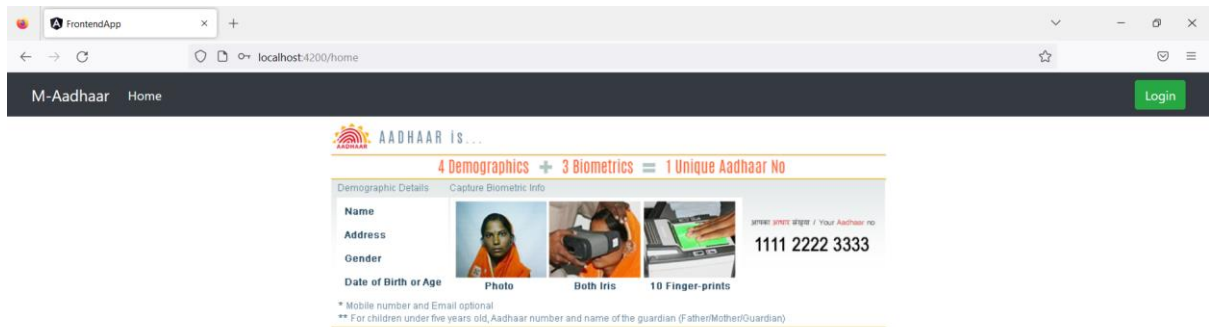 FrontendApp
localhost:4200/home
M-Aadhaar Home Login
AADHAAR
AADHAAR is...
4 Demographics + 3 Biometrics = 1 Unique Aadhaar No
Demographic Details Capture Biometric Info
Name
Address
Gender
Date of Birth or Age
Photo Both Iris 10 Finger-prints
आपका आधार संख्या / Your Aadhaar no
1111 2222 3333
* Mobile number and Email optional
** For children under five years old, Aadhaar number and name of the guardian (Father/Mother/Guardian)